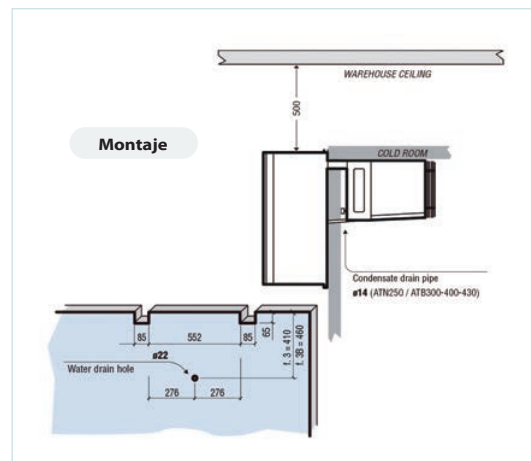 WAREHOUSE CEILING
500
Montaje
COLD ROOM
Condensate drain pipe
ø14 (ATN250 / ATB300-400-430)
85
552
85
65
f. 3 = 410
f. 3B = 460
ø22
Water drain hole
276
276